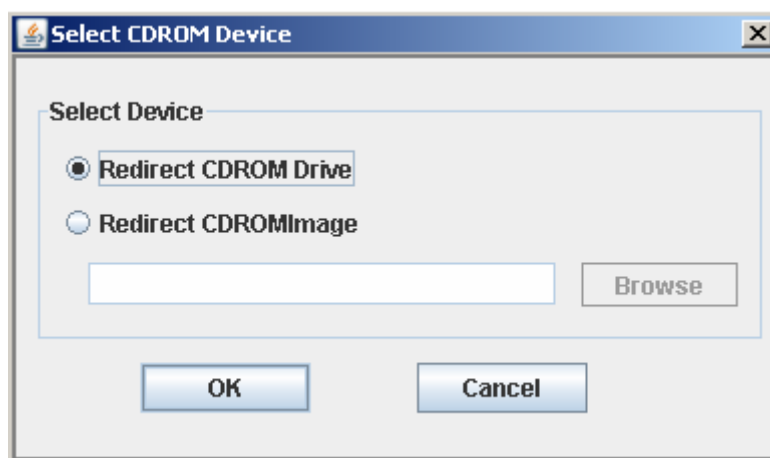 Select CDROM Device
Select Device
Redirect CDROM Drive
Redirect CDROMImage
Browse
OK Cancel